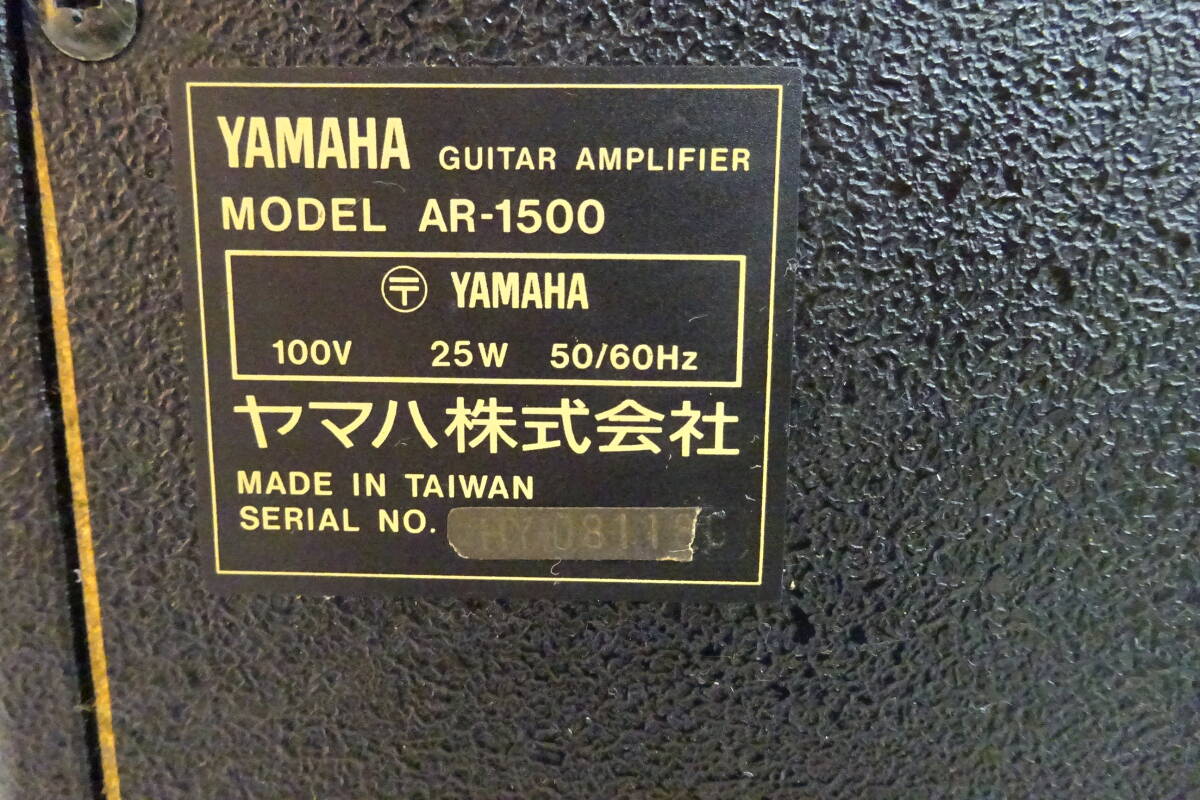 YAMAHA GUITAR AMPLIFIER
MODEL AR-1500
〶 YAMAHA
100V 25W 50/60Hz
ヤマハ株式会社
MADE IN TAIWAN
SERIAL NO.